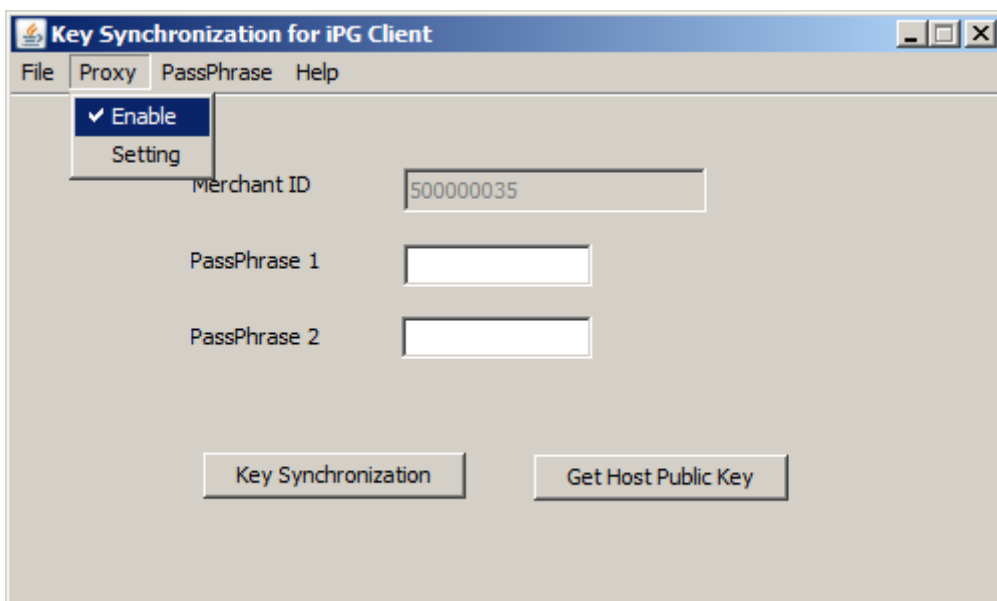 Key Synchronization for iPG Client
File Proxy PassPhrase Help
Enable
Setting
Merchant ID 500000035
PassPhrase 1
PassPhrase 2
Key Synchronization Get Host Public Key